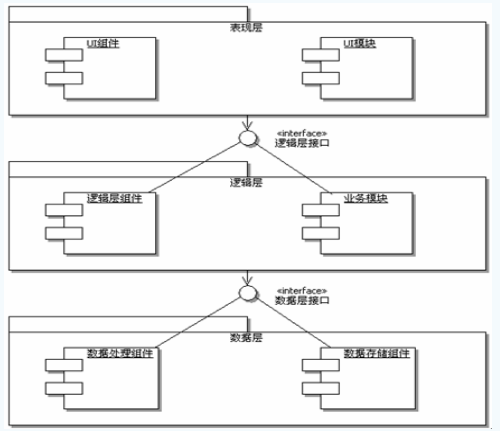 表现层
UI组件
UI模块
«interface»
逻辑层接口
逻辑层
逻辑层组件
业务模块
«interface»
数据层接口
数据层
数据处理组件
数据存储组件